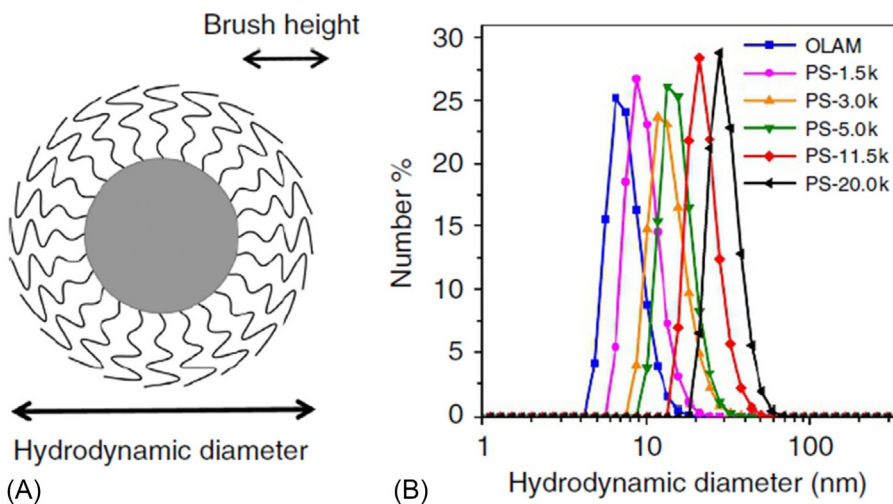 Brush height
Hydrodynamic diameter
(A)
Number %
30
25
20
15
10
5
0
OLAM
PS-1.5k
PS-3.0k
PS-5.0k
PS-11.5k
PS-20.0k
1
10
100
Hydrodynamic diameter (nm)
(B)